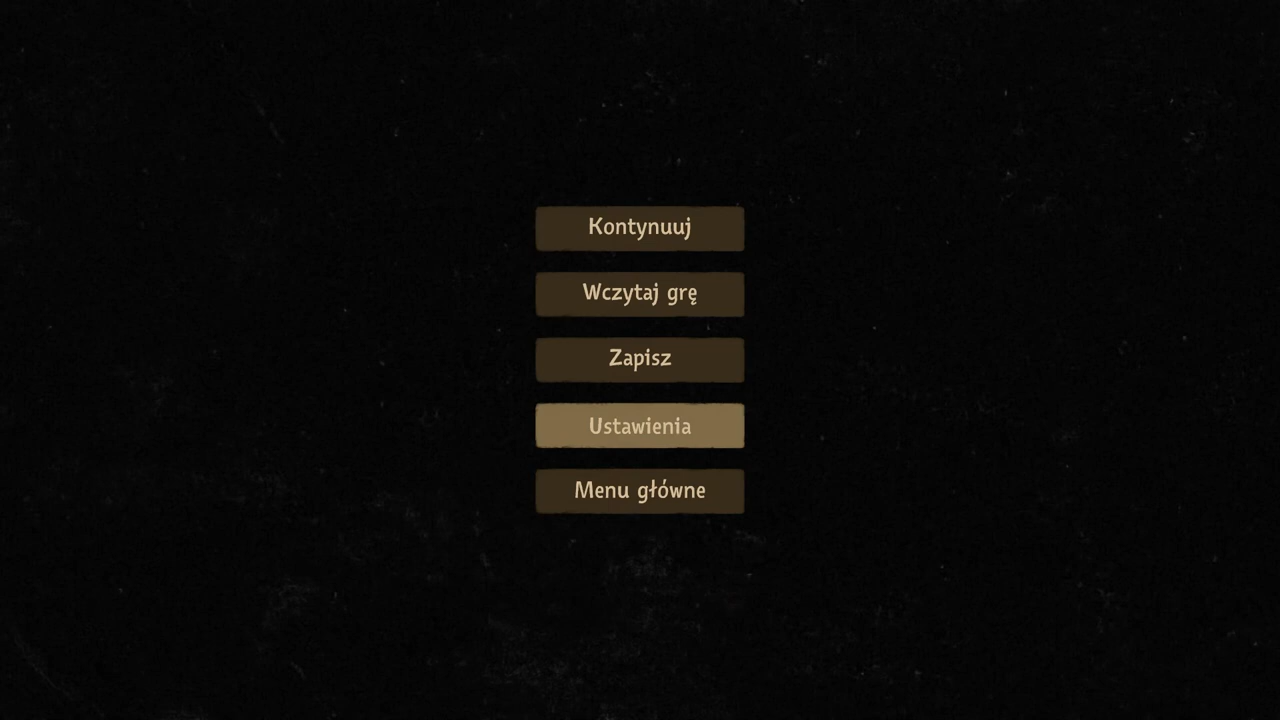 Kontynuuj
Wczytaj grę
Zapisz
Ustawienia
Menu główne